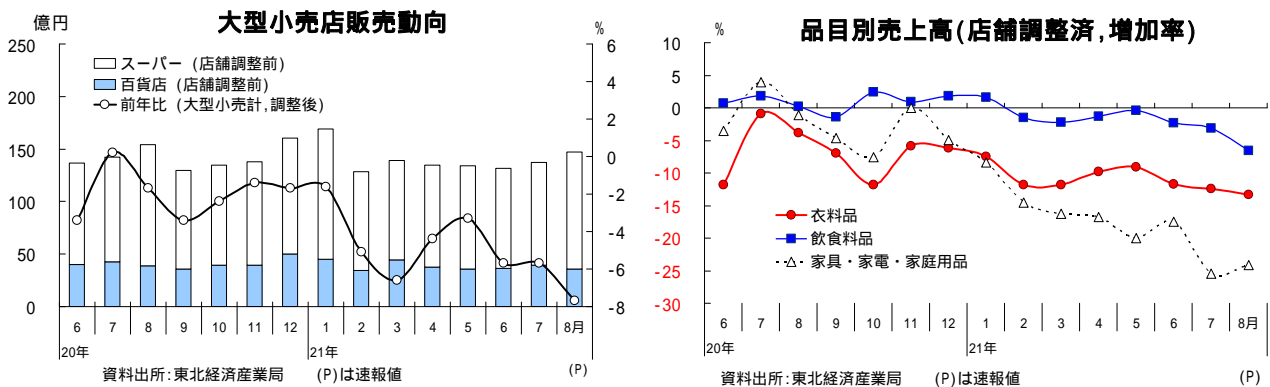 大型小売店販売動向
億円
%
250
200
150
100
50
0
6
4
2
0
-2
-4
-6
-8
スーパー (店舗調整前)
百貨店 (店舗調整前)
前年比 (大型小売計,調整後)
6 7 8 9 10 11 12 1 2 3 4 5 6 7 8月
20年 21年
資料出所:東北経済産業局 (P)は速報値
(P)
品目別売上高(店舗調整済,増加率)
%
10
5
0
-5
-10
-15
-20
-25
-30
衣料品
飲食料品
家具・家電・家庭用品
6 7 8 9 10 11 12 1 2 3 4 5 6 7 8月
20年 21年
資料出所:東北経済産業局 (P)は速報値
(P)